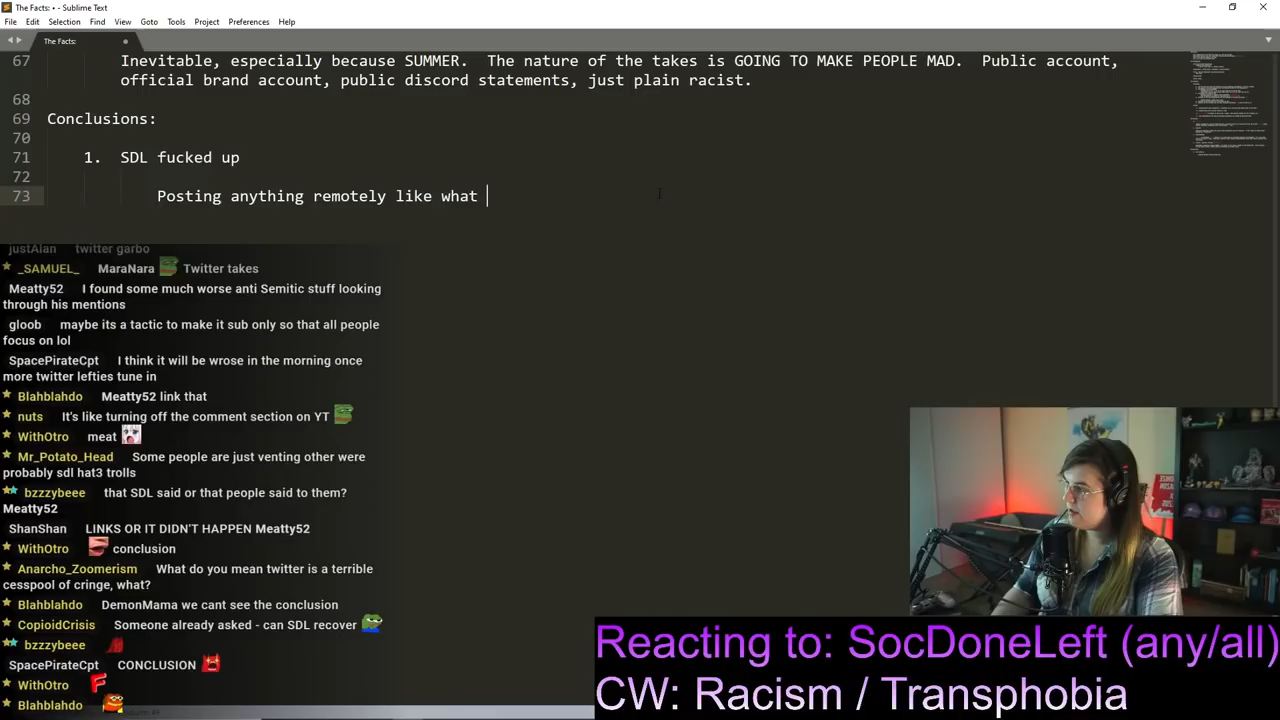 The Facts: • - Sublime Text
File Edit Selection Find View Goto Tools Project Preferences Help
The Facts:
67 Inevitable, especially because SUMMER. The nature of the takes is GOING TO MAKE PEOPLE MAD. Public account,
official brand account, public discord statements, just plain racist.
68
69 Conclusions:
70
71 1. SDL fucked up
72
73 Posting anything remotely like what
justAlan twitter garbo
_SAMUEL_ MaraNara Twitter takes
Meatty52 I found some much worse anti Semitic stuff looking
through his mentions
gloob maybe its a tactic to make it sub only so that all people
focus on lol
SpacePirateCpt I think it will be wrose in the morning once
more twitter lefties tune in
Blahblahdo Meatty52 link that
nuts It's like turning off the comment section on YT
WithOtro meat
Mr_Potato_Head Some people are just venting other were
probably sdl hat3 trolls
bzzzybeee that SDL said or that people said to them?
Meatty52
ShanShan LINKS OR IT DIDN'T HAPPEN Meatty52
WithOtro conclusion
Anarcho_Zoomerism What do you mean twitter is a terrible
cesspool of cringe, what?
Blahblahdo DemonMama we cant see the conclusion
CopioidCrisis Someone already asked - can SDL recover
bzzzybeee
SpacePirateCpt CONCLUSION
WithOtro
Blahblahdo
Reacting to: SocDoneLeft (any/all)
CW: Racism / Transphobia